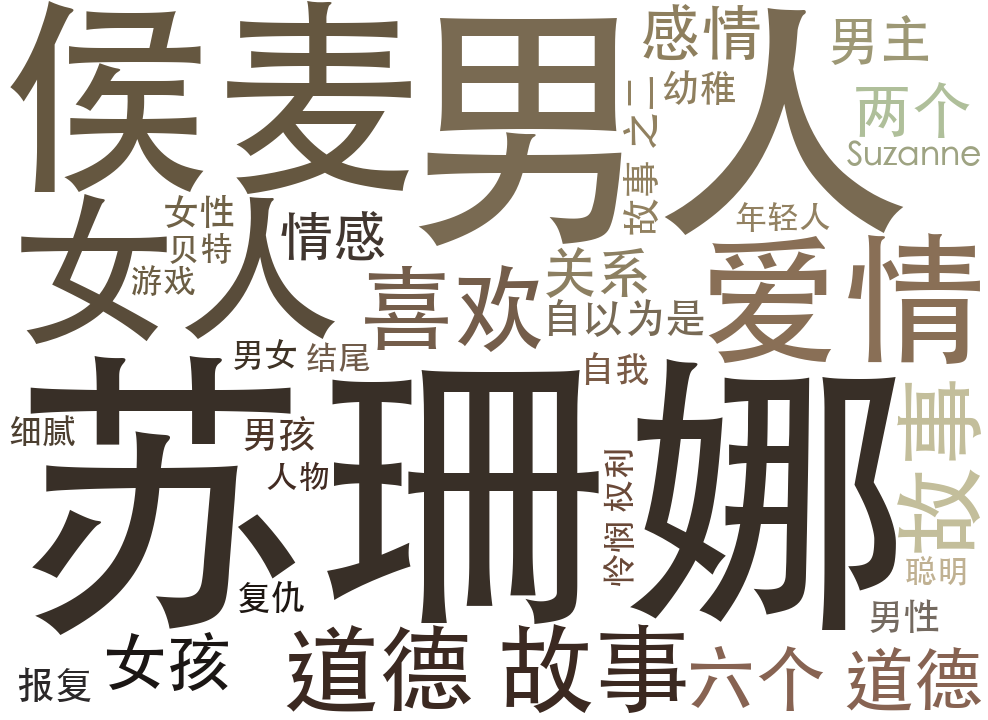 侯麦
男人
感情
幼稚
故事
之二
男主
两个
Suzanne
女人
女性
贝特
游戏
情感
年轻人
喜欢
关系
自以为是
爱情
男女
结尾
自我
苏珊娜
细腻
男孩
人物
权利
怜悯
故事
聪明
复仇
男性
报复
女孩
道德
故事
六个
道德